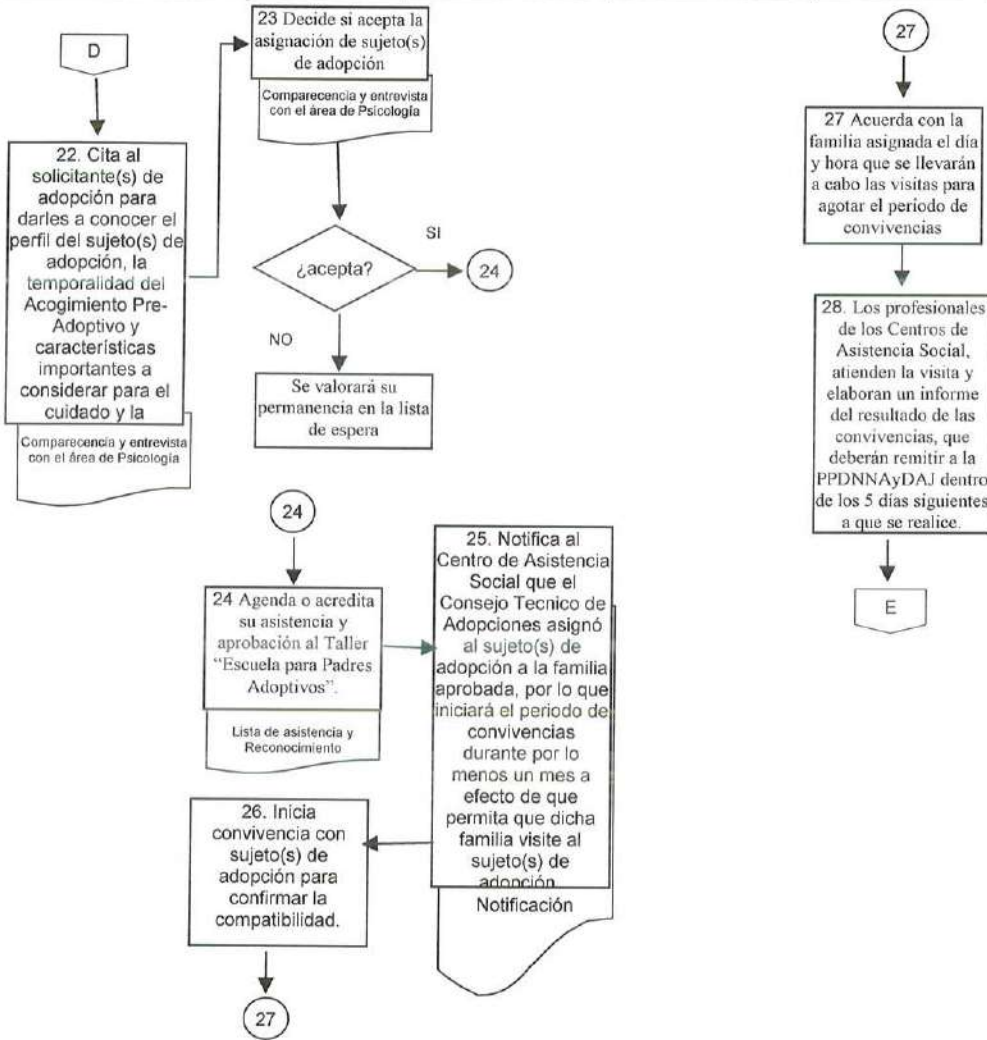 D
22. Cita al
solicitante(s) de
adopción para
darles a conocer el
perfil del sujeto(s) de
adopción, la
temporalidad del
Acogimiento Pre-
Adoptivo y
características
importantes a
considerar para el
cuidado y la
Comparecencia y entrevista
con el área de Psicología
23 Decide si acepta la
asignación de sujeto(s)
de adopción
Comparecencia y entrevista
con el área de Psicología
¿acepta?
SI
24
NO
Se valorará su
permanencia en la lista
de espera
24
24 Agenda o acredita
su asistencia y
aprobación al Taller
“Escuela para Padres
Adoptivos”.
Lista de asistencia y
Reconocimiento
25. Notifica al
Centro de Asistencia
Social que el
Consejo Tecnico de
Adopciones asignó
al sujeto(s) de
adopción a la familia
aprobada, por lo que
iniciará el periodo de
convivencias
durante por lo
menos un mes a
efecto de que
permita que dicha
familia visite al
sujeto(s) de
adopción
Notificación
26. Inicia
convivencia con
sujeto(s) de
adopción para
confirmar la
compatibilidad.
27
27
27 Acuerda con la
familia asignada el día
y hora que se llevarán
a cabo las visitas para
agotar el periodo de
convivencias
28. Los profesionales
de los Centros de
Asistencia Social,
atienden la visita y
elaboran un informe
del resultado de las
convivencias, que
deberán remitir a la
PPDNNAyDAJ dentro
de los 5 días siguientes
a que se realice.
E